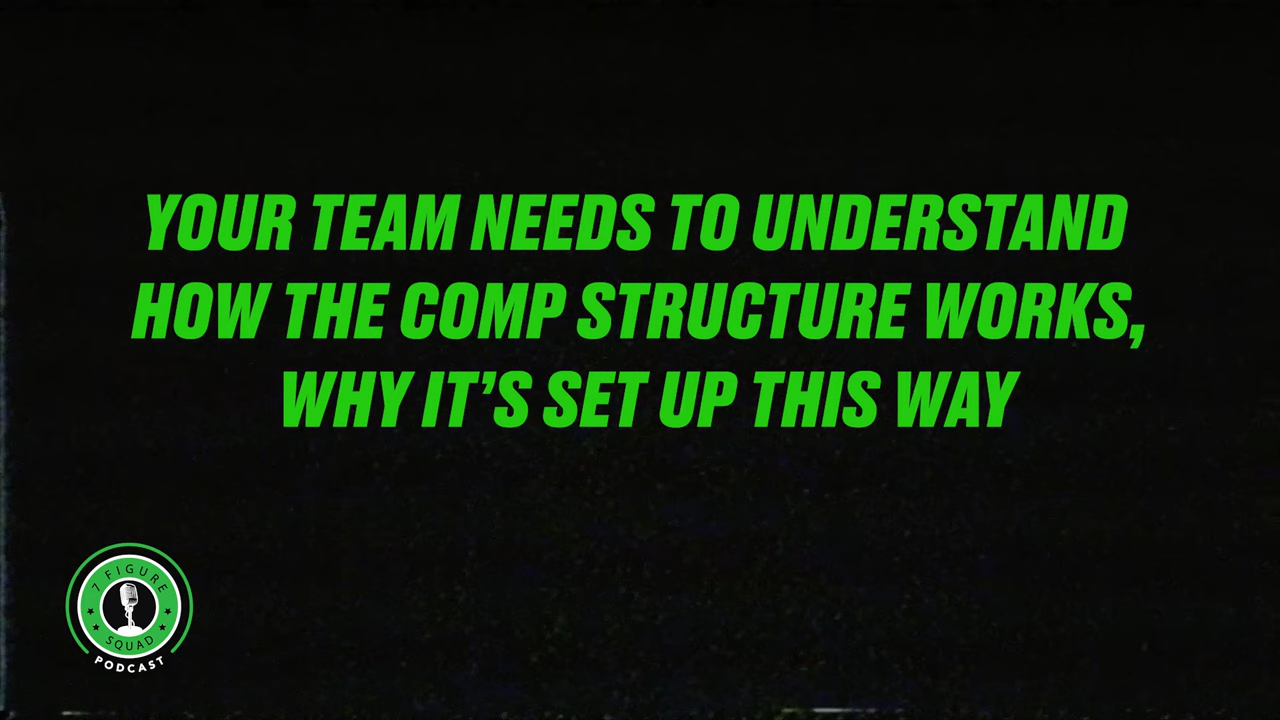 YOUR TEAM NEEDS TO UNDERSTAND
HOW THE COMP STRUCTURE WORKS,
WHY IT'S SET UP THIS WAY
7 FIGURE
SQUAD
PODCAST